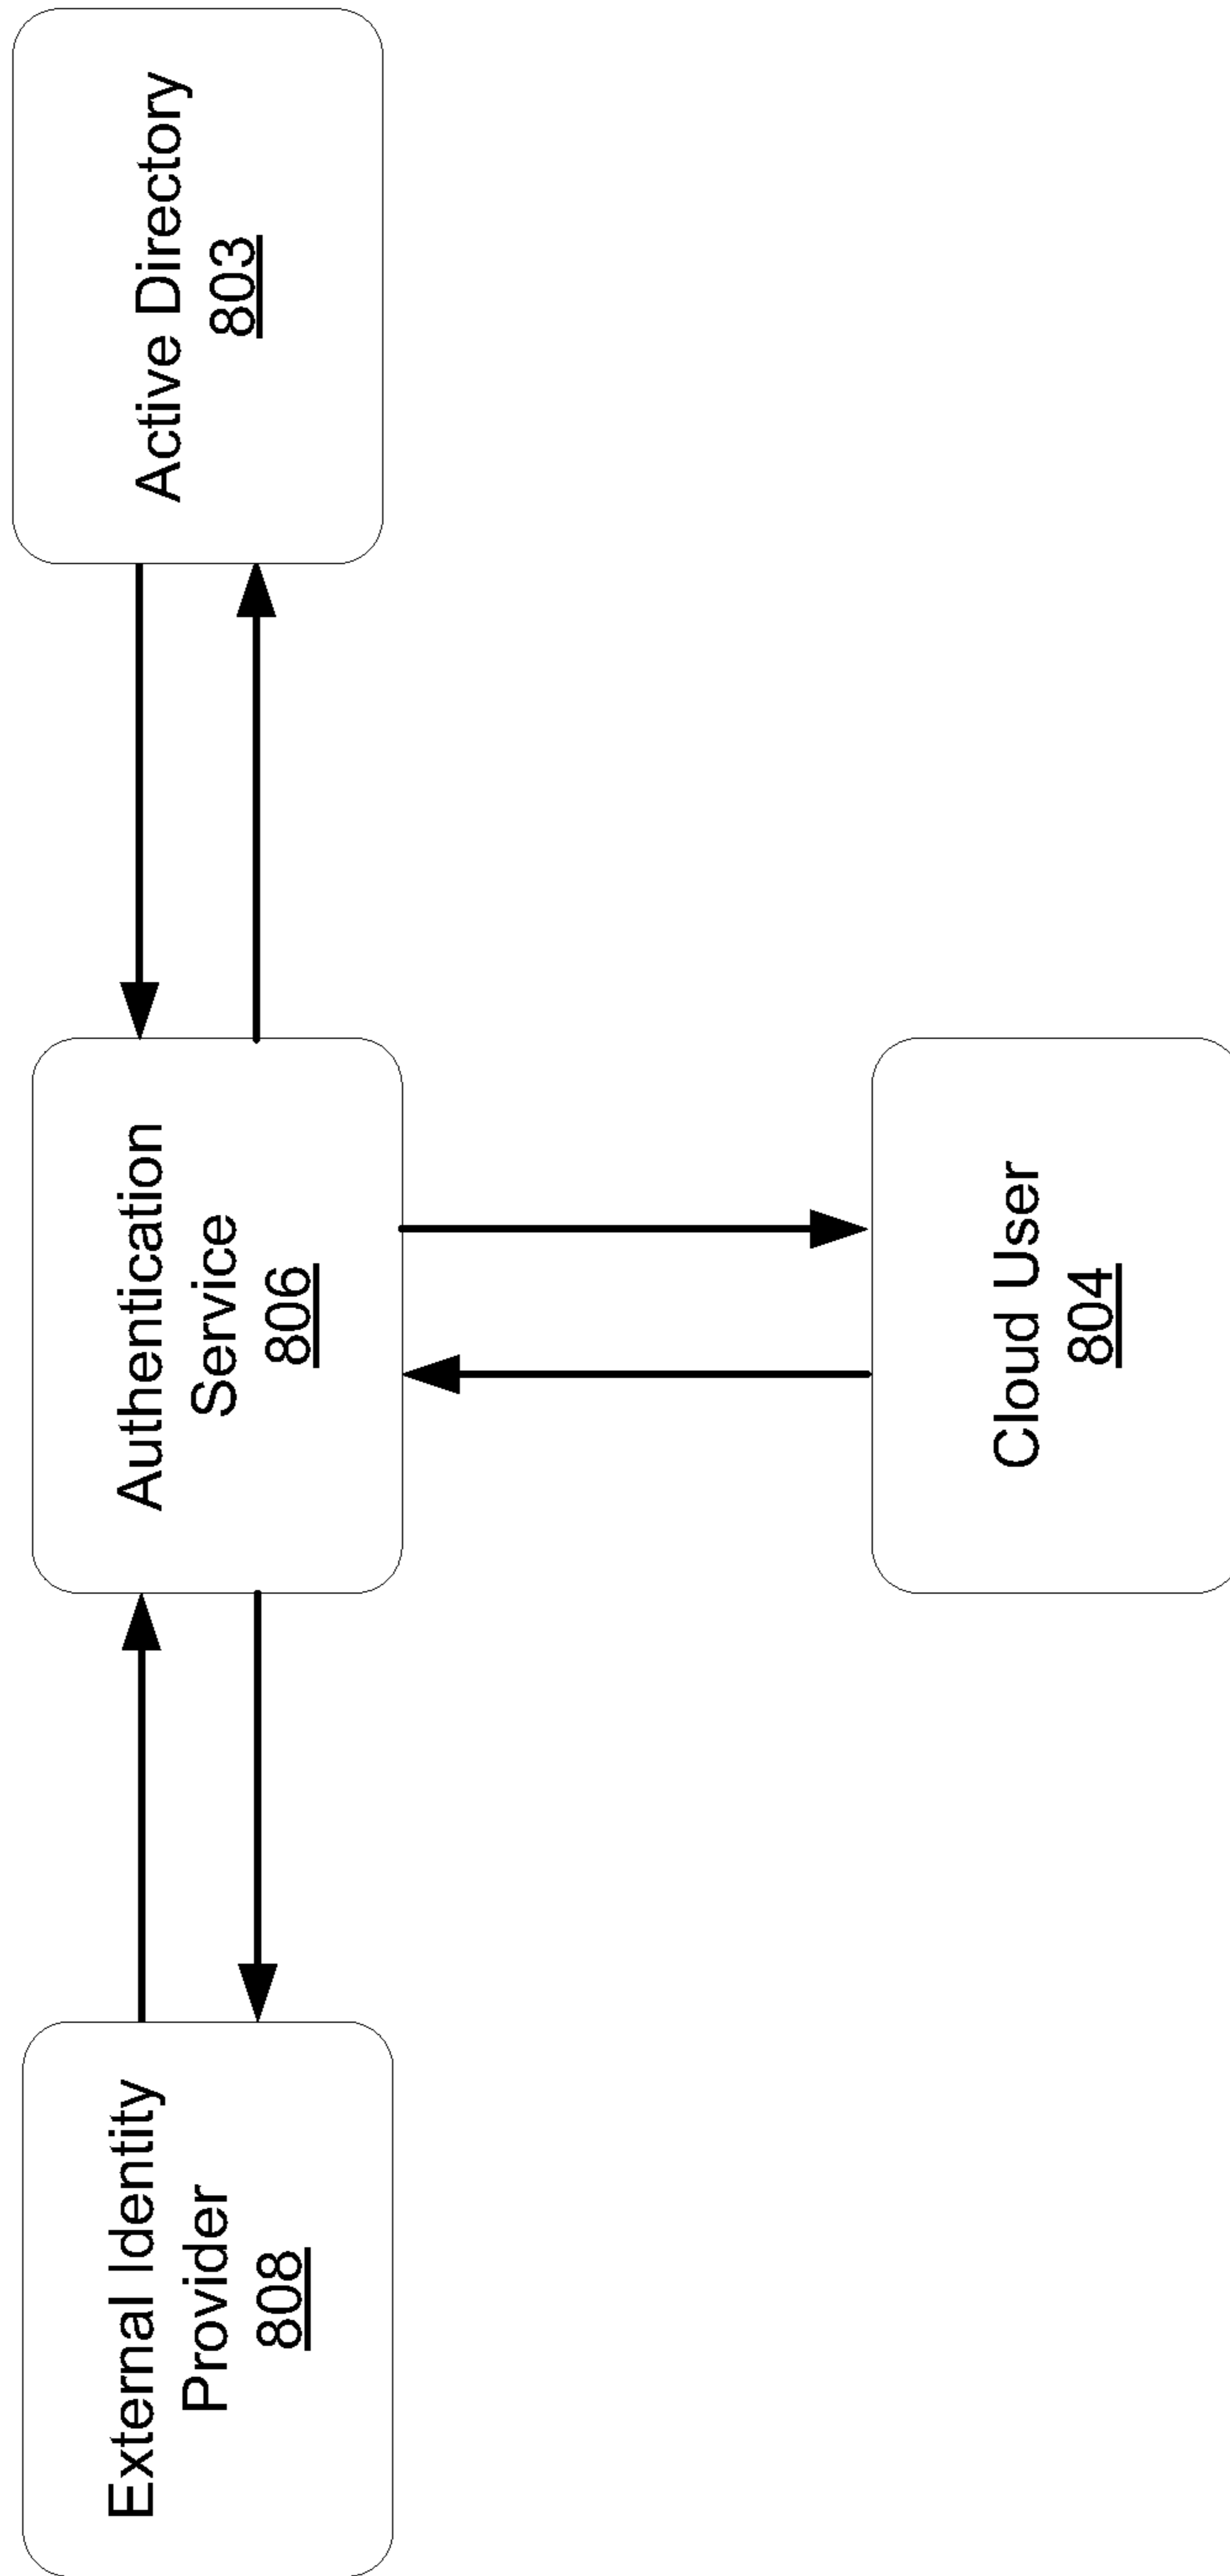 External Identity
Provider
808
Authentication
Service
806
Active Directory
803
Cloud User
804